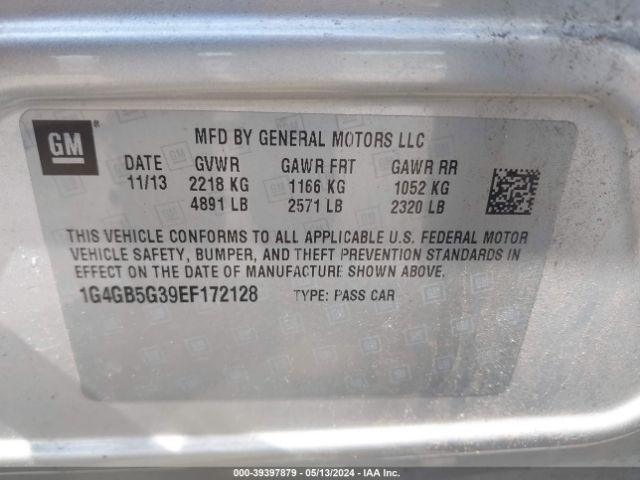 GM
MFD BY GENERAL MOTORS LLC
DATE GVWR GAWR FRT GAWR RR
11/13 2218 KG 1166 KG 1052 KG
4891 LB 2571 LB 2320 LB
THIS VEHICLE CONFORMS TO ALL APPLICABLE U.S. FEDERAL MOTOR
VEHICLE SAFETY, BUMPER, AND THEFT PREVENTION STANDARDS IN
EFFECT ON THE DATE OF MANUFACTURE SHOWN ABOVE.
1G4GB5G39EF172128 TYPE: PASS CAR
00-39397879 - 05/13/2024 - IAA Inc.